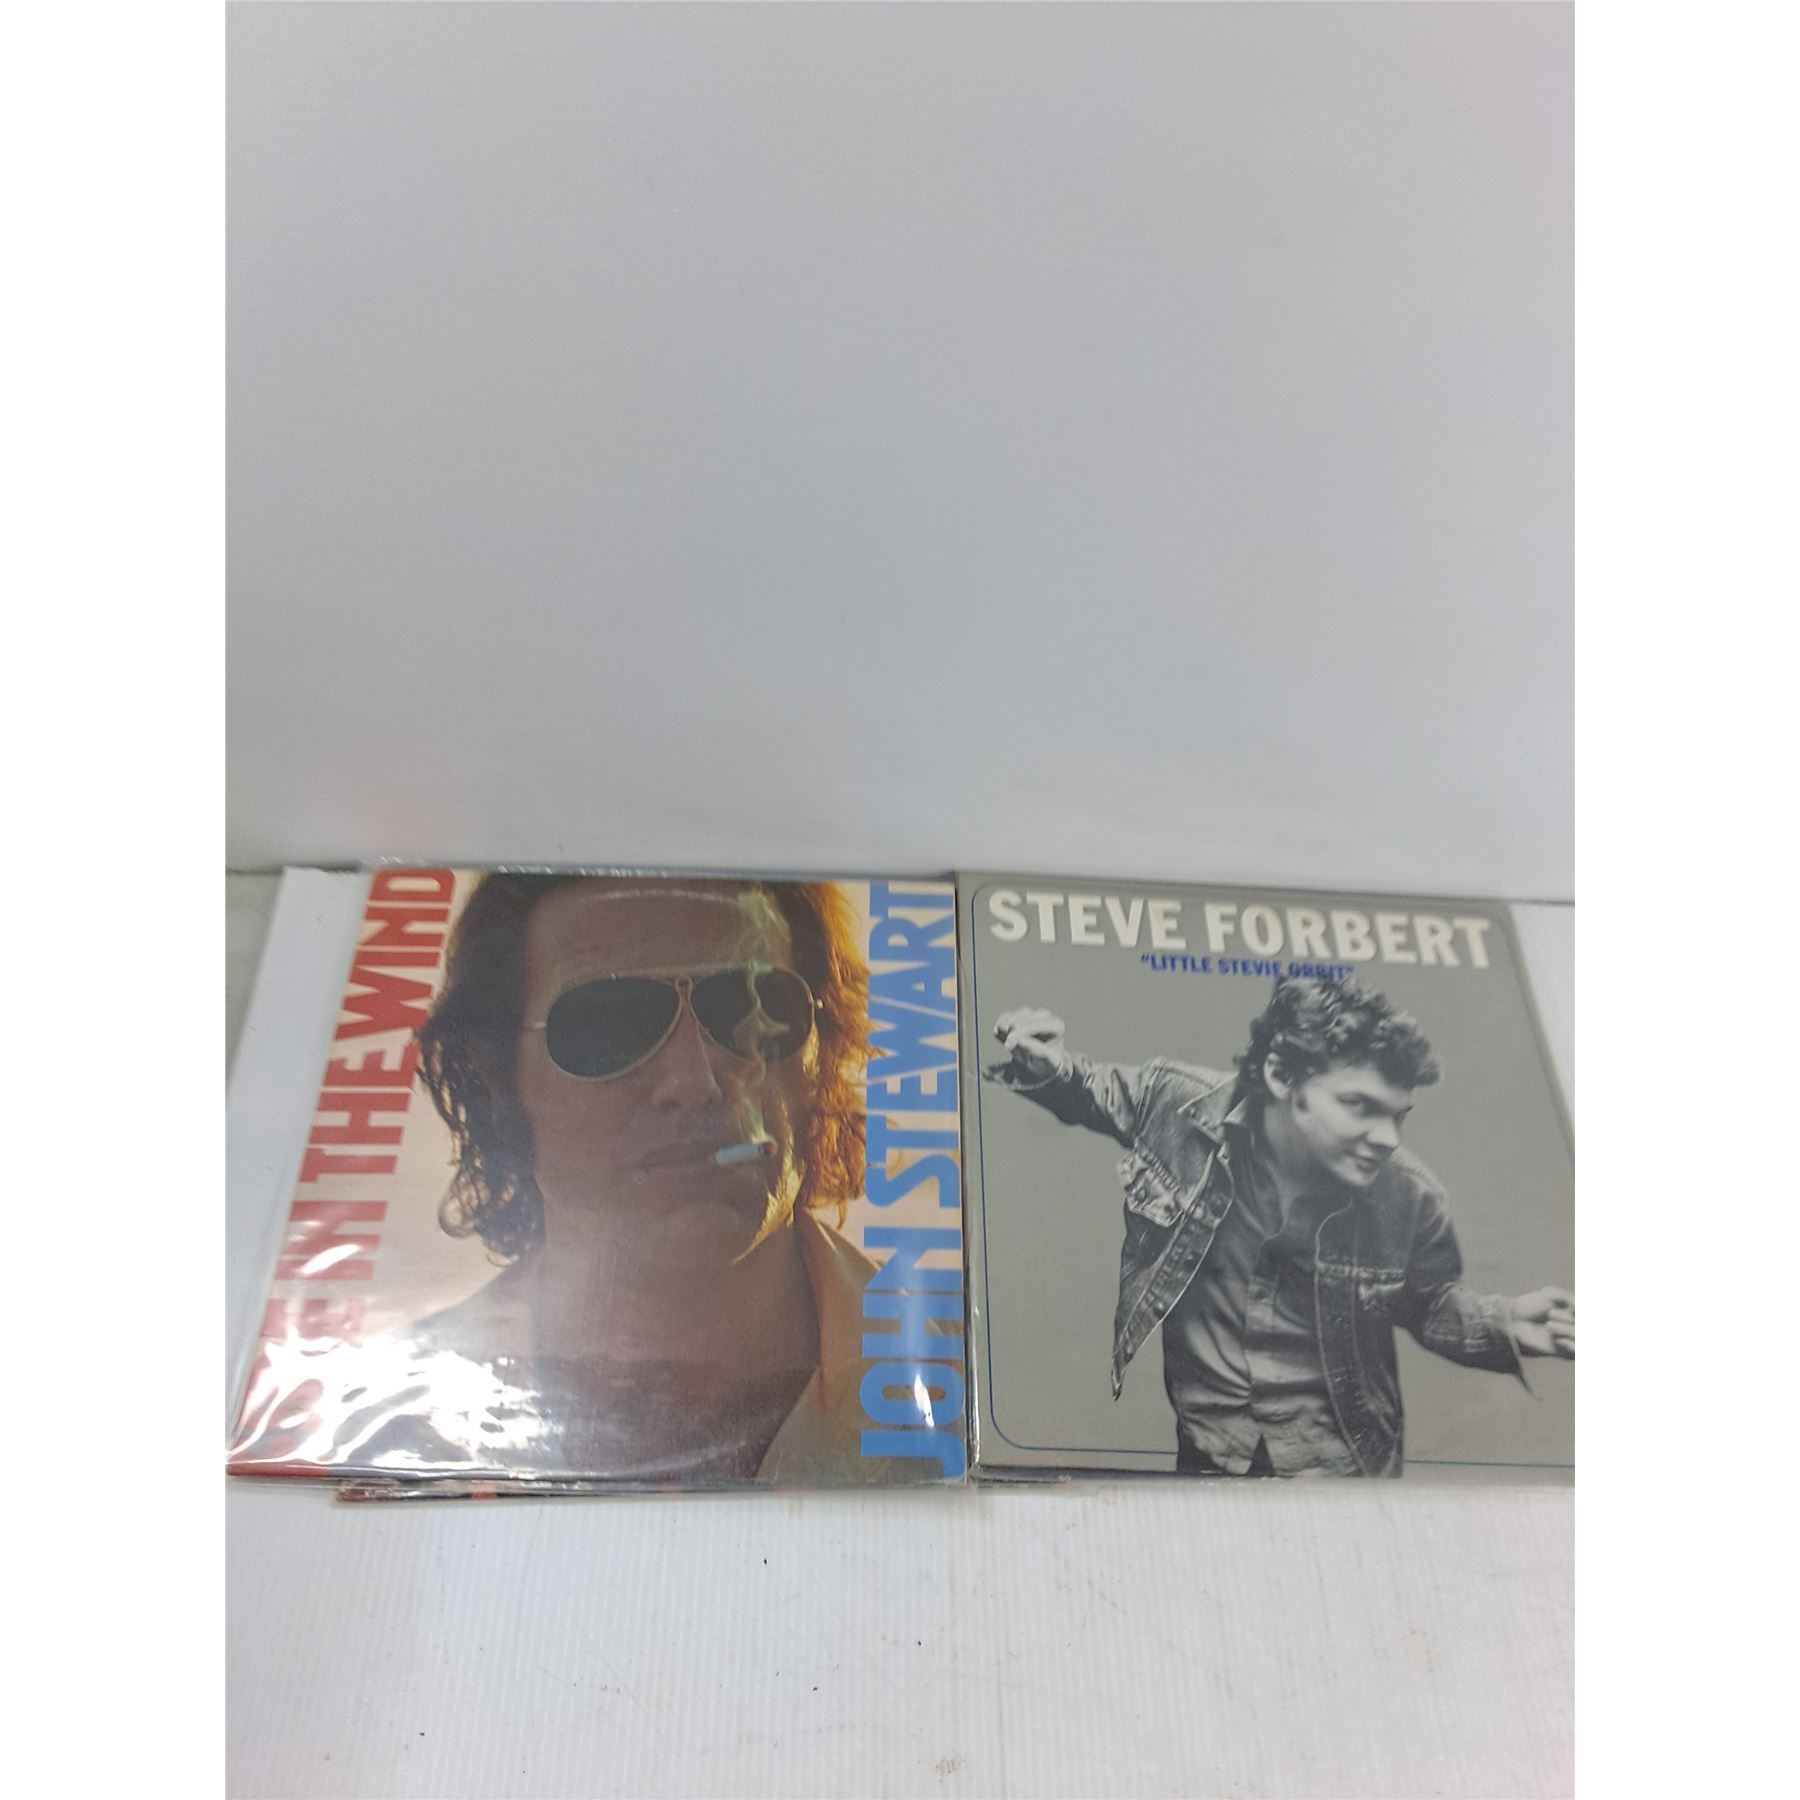 IN THE WIND
JOHN STEWART
STEVE FORBERT
"LITTLE STEVIE ORBIT"